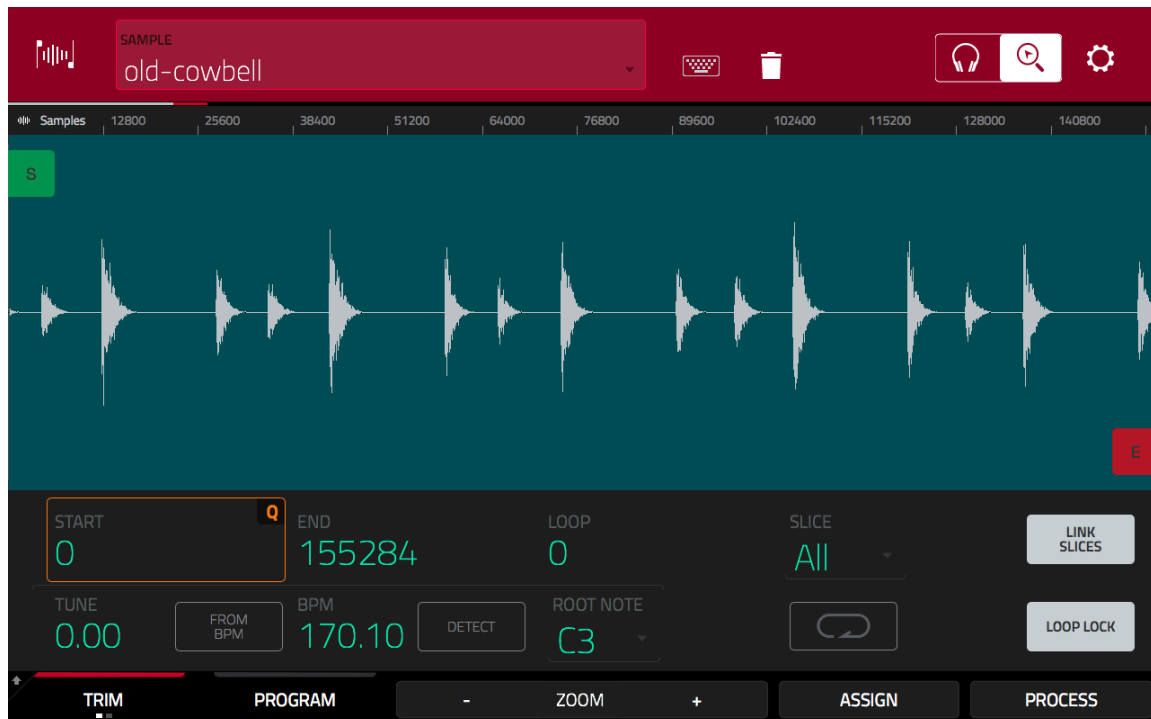 SAMPLE
old-cowbell
Samples 12800 25600 38400 51200 64000 76800 89600 102400 115200 128000 140800
S
E
START Q END LOOP SLICE
0 155284 0 All
LINK SLICES
TUNE BPM ROOT NOTE
0.00 FROM BPM 170.10 DETECT C3
LOOP LOCK
TRIM PROGRAM - ZOOM + ASSIGN PROCESS